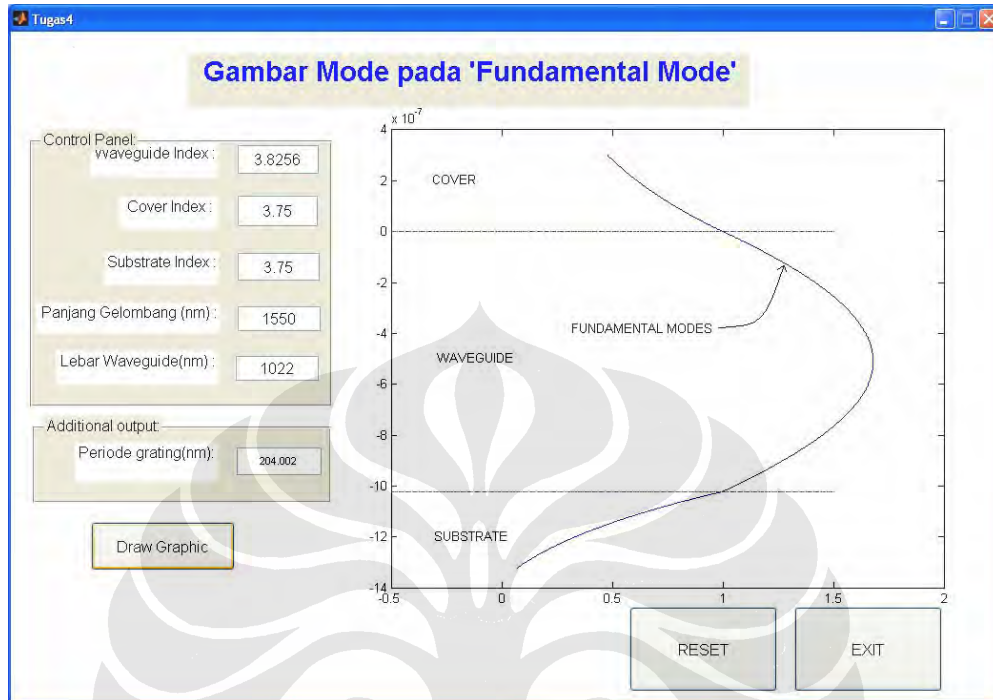 Tugas4
Gambar Mode pada 'Fundamental Mode'
Control Panel:
Waveguide Index :
3.8256
Cover Index :
3.75
Substrate Index :
3.75
Panjang Gelombang (nm) :
1550
Lebar Waveguide(nm) :
1022
Additional output:
Periode grating(nm):
204.002
Draw Graphic
x 10^-7
4
2
0
-2
-4
-6
-8
-10
-12
-14
-0.5
0
0.5
1
1.5
2
COVER
FUNDAMENTAL MODES
WAVEGUIDE
SUBSTRATE
RESET
EXIT